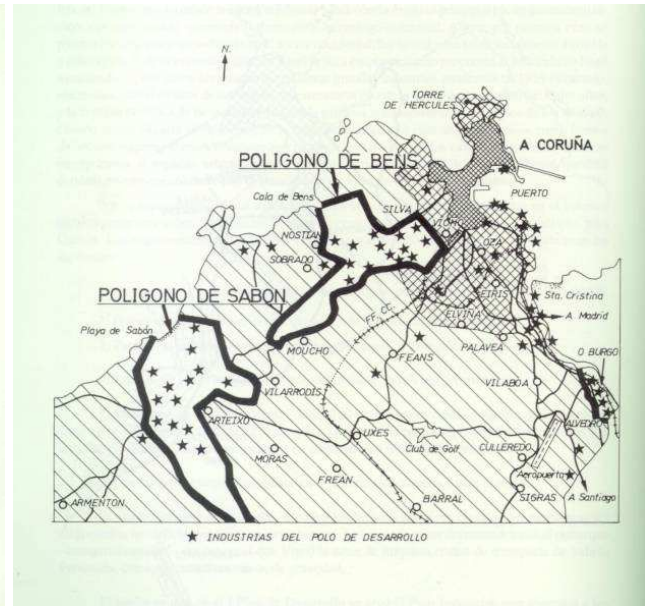 N.
TORRE
DE HERCULES
A CORUÑA
POLIGONO DE BENS
PUERTO
Cala de Bens
SILVA
NOSTIAN
OZA
SOBRADO
POLIGONO DE SABON
EIRIS
Sta. Cristina
ELVIÑA
A Madrid
FF. CC.
Playa de Sabón
PALAVEA
O BURGO
MOUCHO
FEANS
VILARRODIS
VILABOA
ARTEIXO
UXES
Club de Golf
ALVEDRO
MORAS
CULLEREDO
FREAN
Aeropuerto
ARMENTON
BARRAL
SIGRAS
A Santiago
★ INDUSTRIAS DEL POLO DE DESARROLLO